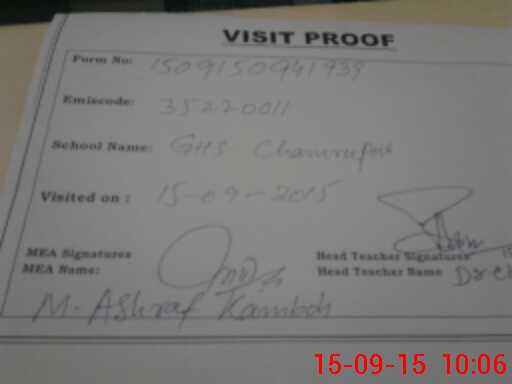 VISIT PROOF
Form No: 1509150941939
Emiscode: 35220011
School Name: GHS Chamrupur
Visited on : 15-09-2015
MEA Signatures
Head Teacher Signatures
MEA Name:
Head Teacher Name
M. Ashraf Kamboh
15-09-15 10:06